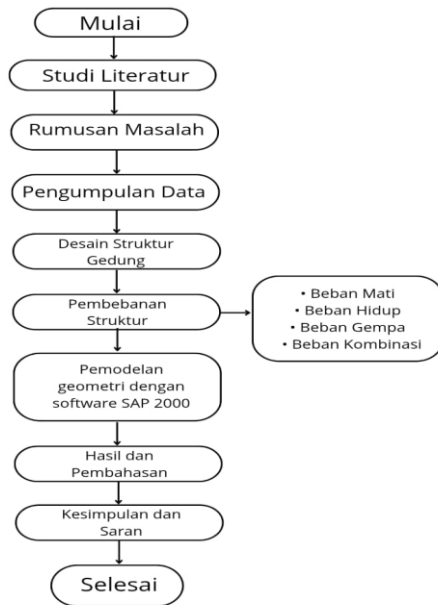 Mulai
Studi Literatur
Rumusan Masalah
Pengumpulan Data
Desain Struktur
Gedung
Pembebanan
Struktur
• Beban Mati
• Beban Hidup
• Beban Gempa
• Beban Kombinasi
Pemodelan
geometri dengan
software SAP 2000
Hasil dan
Pembahasan
Kesimpulan dan
Saran
Selesai